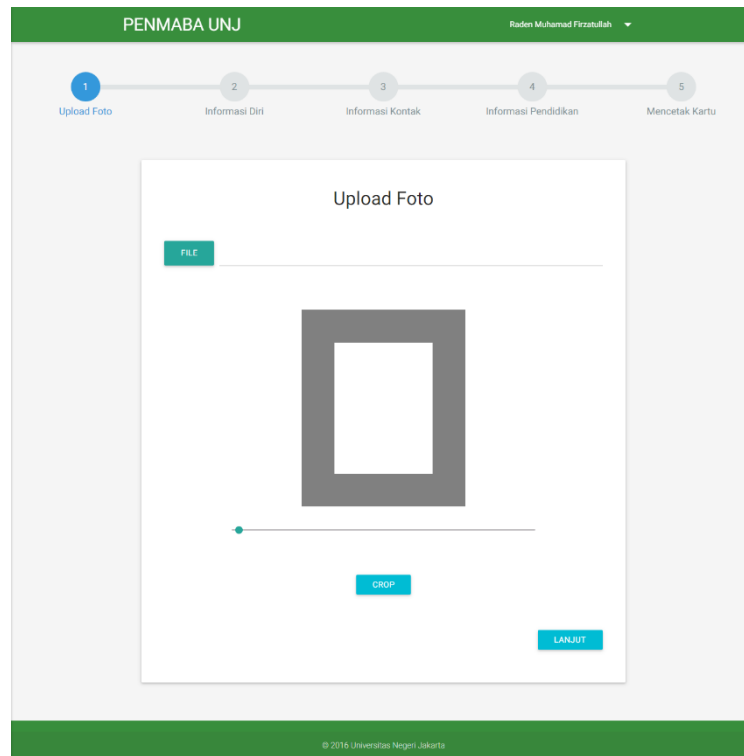 PENMABA UNJ
Raden Muhamad Firzatullah
1
2
3
4
5
Upload Foto
Informasi Diri
Informasi Kontak
Informasi Pendidikan
Mencetak Kartu
Upload Foto
FILE
CROP
LANJUT
© 2016 Universitas Negeri Jakarta